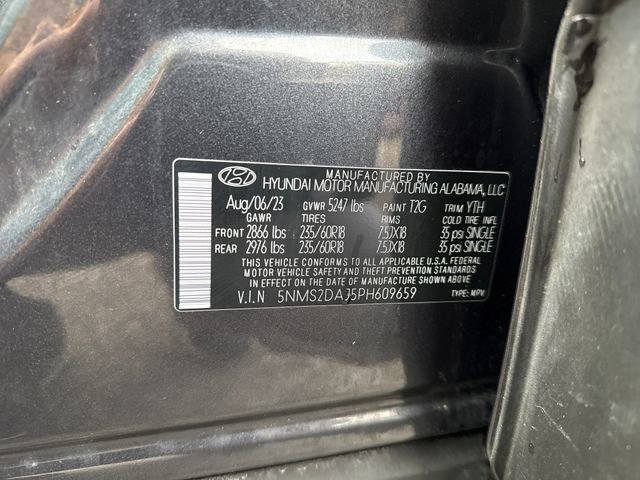 MANUFACTURED BY
HYUNDAI MOTOR MANUFACTURING ALABAMA, LLC
Aug/06/23 GVWR 5247 lbs PAINT T2G TRIM YTH
GAWR TIRES RIMS COLD TIRE INFL.
FRONT 2866 lbs 235/60R18 7.5JX18 35 psi SINGLE
REAR 2976 lbs 235/60R18 7.5JX18 35 psi SINGLE
THIS VEHICLE CONFORMS TO ALL APPLICABLE U.S.A. FEDERAL
MOTOR VEHICLE SAFETY AND THEFT PREVENTION STANDARDS
IN EFFECT ON THE DATE OF MANUFACTURE SHOWN ABOVE.
V.I.N 5NMS2DAJ5PH609659 TYPE: MPV